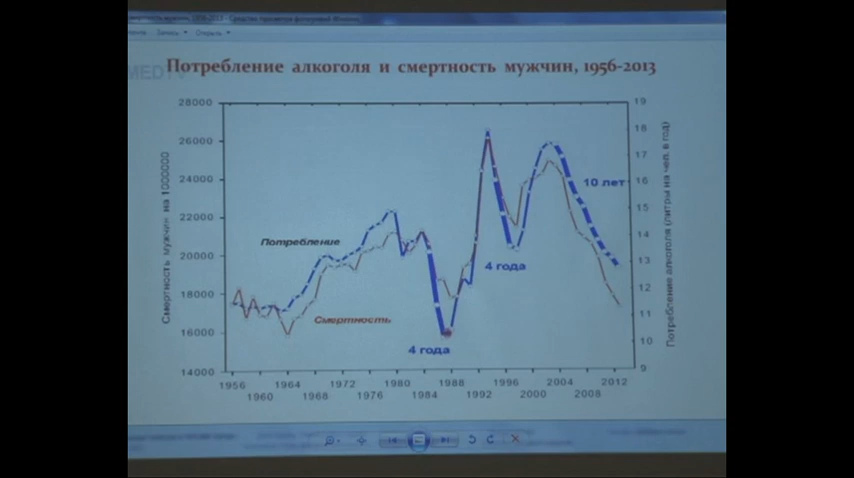 Запись Открыть
MEDTV
Потребление алкоголя и смертность мужчин, 1956-2013
28000
26000
24000
22000
20000
18000
16000
14000
Смертность мужчин на 1000000
19
18
17
16
15
14
13
12
11
10
9
Потребление алкоголя (литры на чел. в год)
Потребление
Смертность
4 года
4 года
10 лет
1956 1964 1972 1980 1988 1996 2004 2012
1960 1968 1976 1984 1992 2000 2008